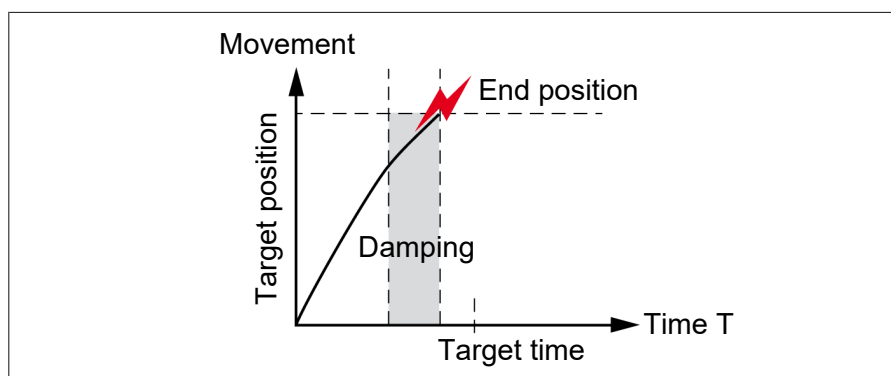 Movement
End position
Target position
Damping
Time T
Target time